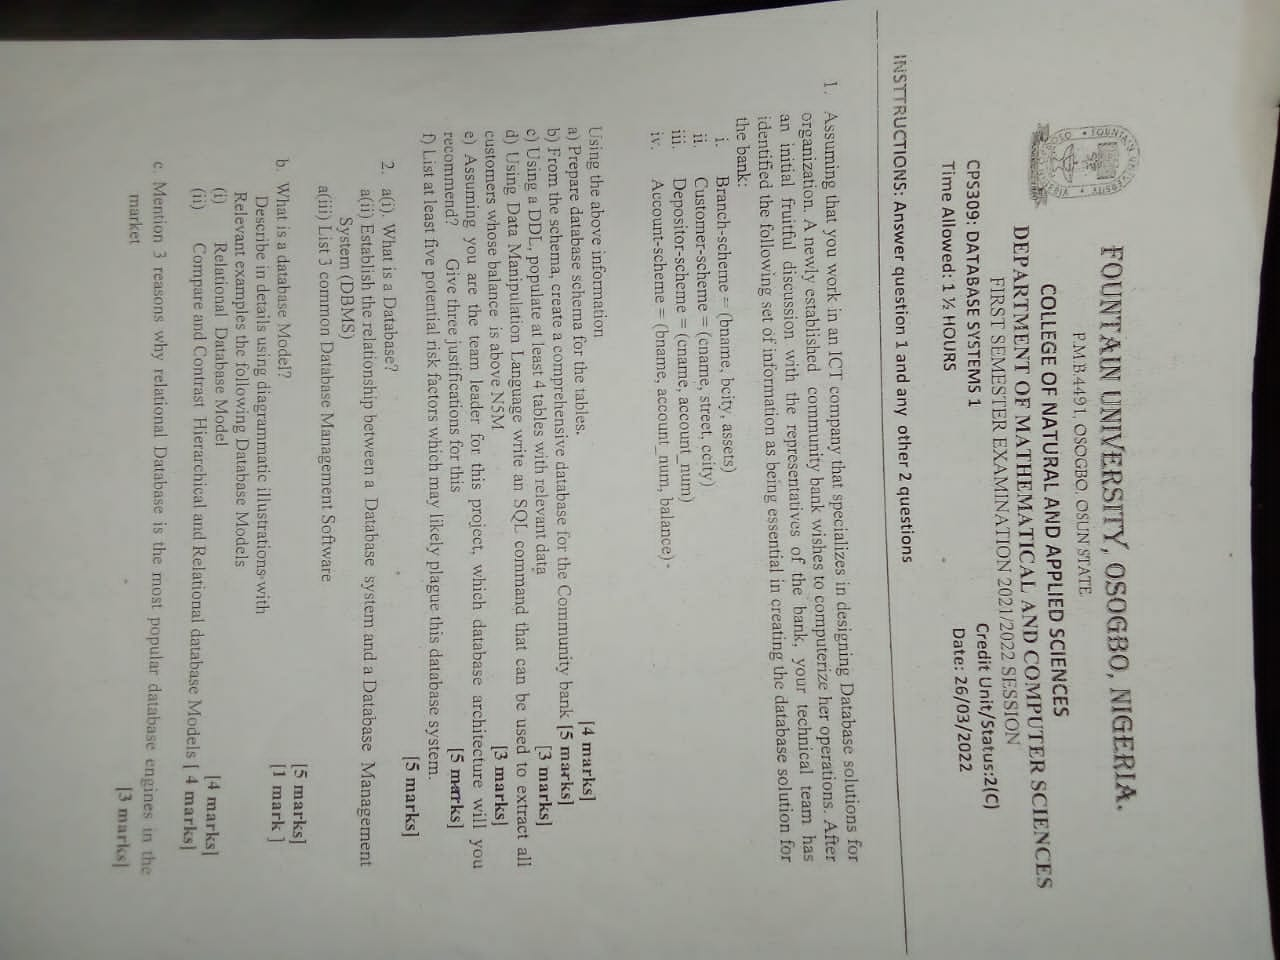 FOUNTAIN UNIVERSITY, OSOGBO, NIGERIA.
P.M.B 4491, OSOGBO, OSUN STATE
COLLEGE OF NATURAL AND APPLIED SCIENCES
DEPARTMENT OF MATHEMATICAL AND COMPUTER SCIENCES
FIRST SEMESTER EXAMINATION 2021/2022 SESSION
CPS309: DATABASE SYSTEMS 1 Credit Unit/Status:2(C)
Time Allowed: 1 ½ HOURS Date: 26/03/2022
INSTTRUCTIONS: Answer question 1 and any other 2 questions
1. Assuming that you work in an ICT company that specializes in designing Database solutions for
organization. A newly established community bank wishes to computerize her operations. After
an initial fruitful discussion with the representatives of the bank, your technical team has
identified the following set of information as being essential in creating the database solution for
the bank:
i. Branch-scheme = (bname, bcity, assets)
ii. Customer-scheme = (cname, street, ccity)
iii. Depositor-scheme = (cname, account_num)
iv. Account-scheme = (bname, account_num, balance)
Using the above information
a) Prepare database schema for the tables. [4 marks]
b) From the schema, create a comprehensive database for the Community bank [5 marks]
c) Using a DDL, populate at least 4 tables with relevant data [3 marks]
d) Using Data Manipulation Language write an SQL command that can be used to extract all
customers whose balance is above N5M [3 marks]
e) Assuming you are the team leader for this project, which database architecture will you
recommend? Give three justifications for this [5 marks]
f) List at least five potential risk factors which may likely plague this database system.
[5 marks]
2. a(i). What is a Database?
a(ii) Establish the relationship between a Database system and a Database Management
System (DBMS)
a(iii) List 3 common Database Management Software
[5 marks]
b. What is a database Model? [1 mark ]
Describe in details using diagrammatic illustrations with
Relevant examples the following Database Models
(i) Relational Database Model [4 marks]
(ii) Compare and Contrast Hierarchical and Relational database Models [ 4 marks]
c. Mention 3 reasons why relational Database is the most popular database engines in the
market [3 marks]